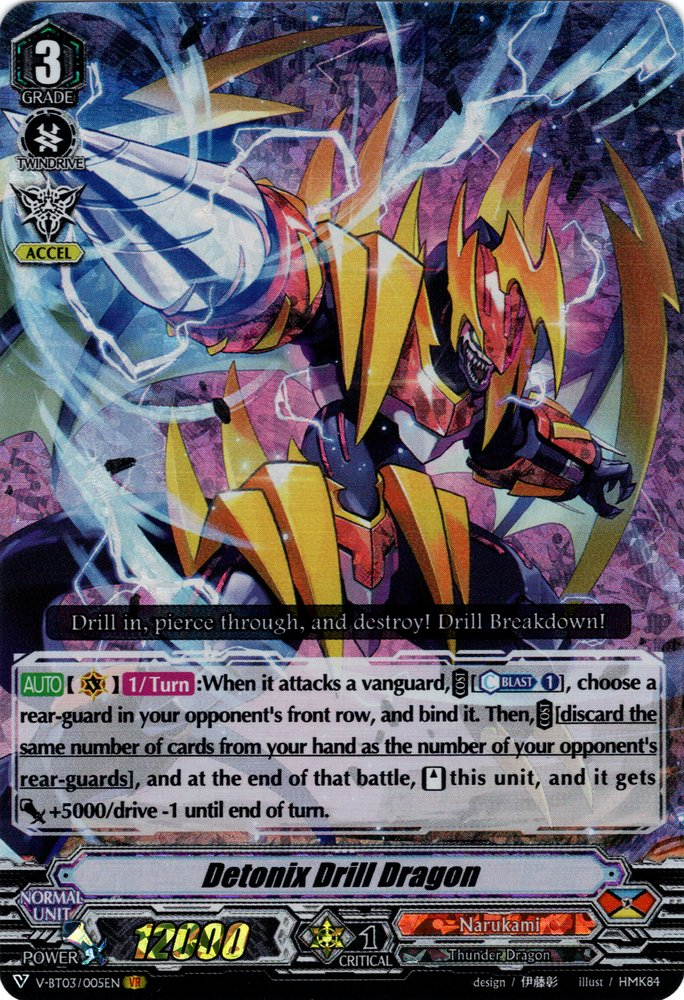 3
GRADE
TWINDRIVE
ACCEL
Drill in, pierce through, and destroy! Drill Breakdown!
AUTO【 】1/Turn:When it attacks a vanguard, COST[C BLAST 1], choose a
rear-guard in your opponent's front row, and bind it. Then, COST[discard the
same number of cards from your hand as the number of your opponent's
rear-guards], and at the end of that battle, this unit, and it gets
+5000/drive -1 until end of turn.
Detonix Drill Dragon
NORMAL
UNIT
POWER 12000
1
CRITICAL
Narukami
Thunder Dragon
V-BT03/005EN VR design / 伊藤彰 illust / HMK84